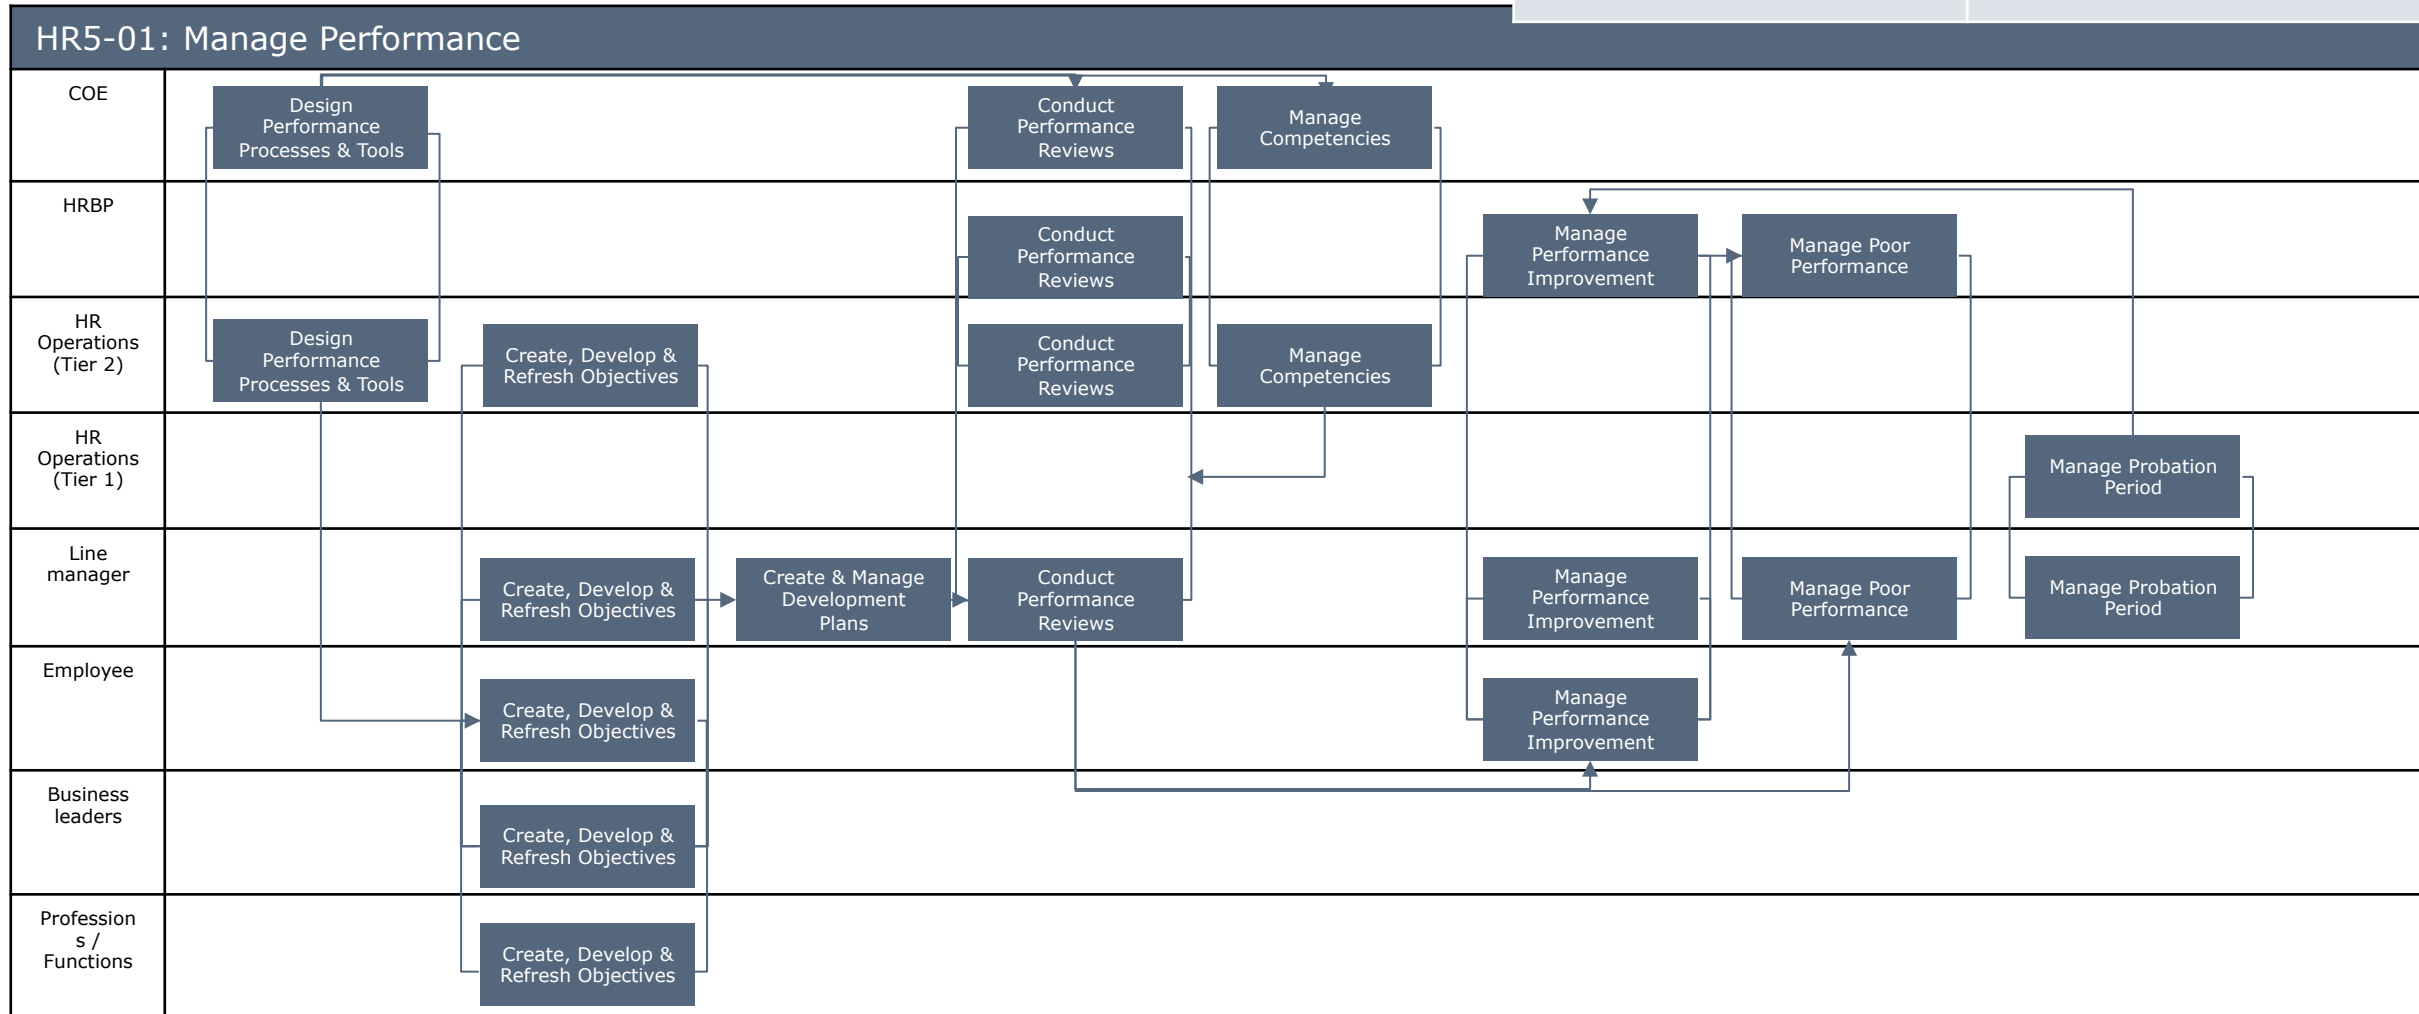 HR5-01: Manage Performance
COE
Design
Performance
Processes & Tools
Conduct
Performance
Reviews
Manage
Competencies
HRBP
Conduct
Performance
Reviews
Manage
Performance
Improvement
Manage Poor
Performance
HR
Operations
(Tier 2)
Design
Performance
Processes & Tools
Create, Develop &
Refresh Objectives
Conduct
Performance
Reviews
Manage
Competencies
HR
Operations
(Tier 1)
Manage Probation
Period
Line
manager
Create, Develop &
Refresh Objectives
Create & Manage
Development
Plans
Conduct
Performance
Reviews
Manage
Performance
Improvement
Manage Poor
Performance
Manage Probation
Period
Employee
Create, Develop &
Refresh Objectives
Manage
Performance
Improvement
Business
leaders
Create, Develop &
Refresh Objectives
Profession
s /
Functions
Create, Develop &
Refresh Objectives